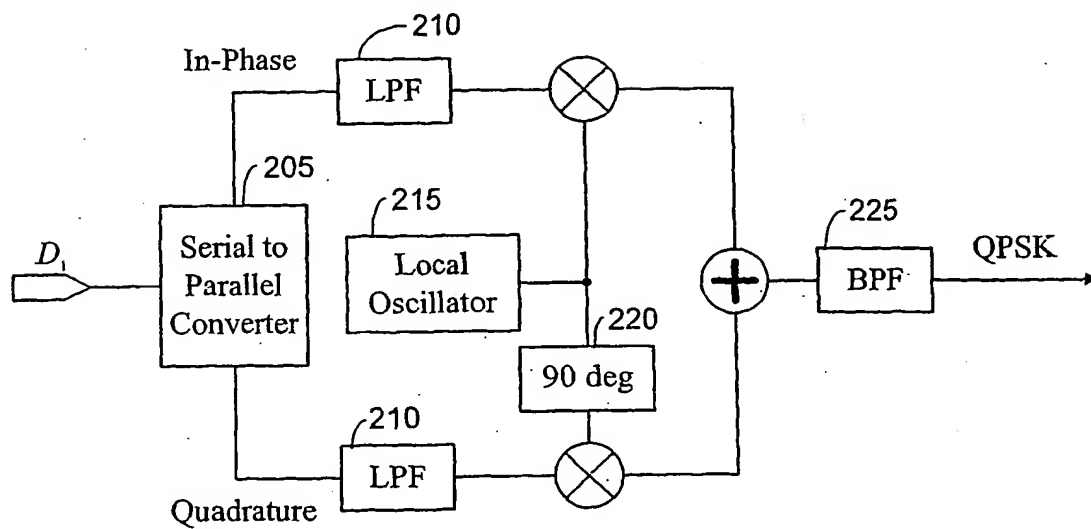 210
In-Phase
LPF
205
215
225
D1
Serial to
Parallel
Converter
Local
Oscillator
QPSK
BPF
220
90 deg
210
LPF
Quadrature